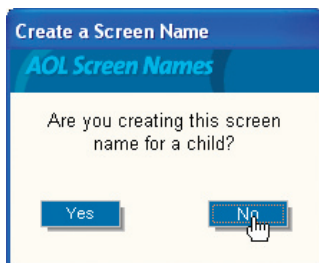 Create a Screen Name
AOL Screen Names
Are you creating this screen
name for a child?
Yes
No